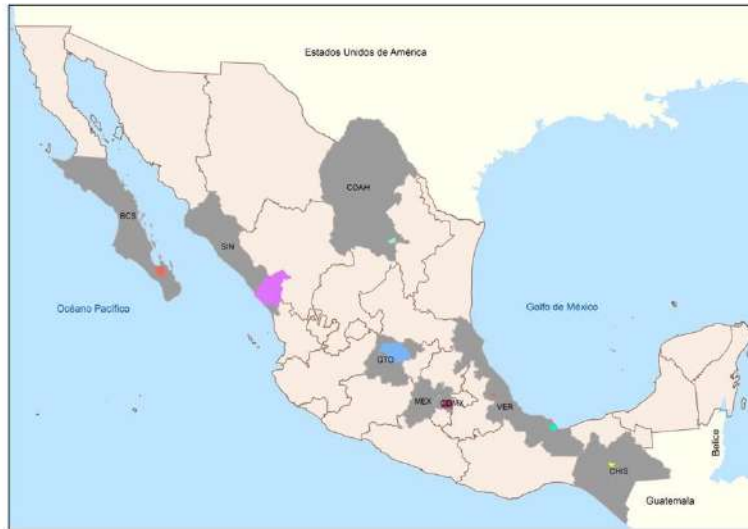 Estados Unidos de América
COAH
BCS
SIN
Océano Pacífico
Golfo de México
GTO
MEX
CDMX
VER
Belice
CHIS
Guatemala